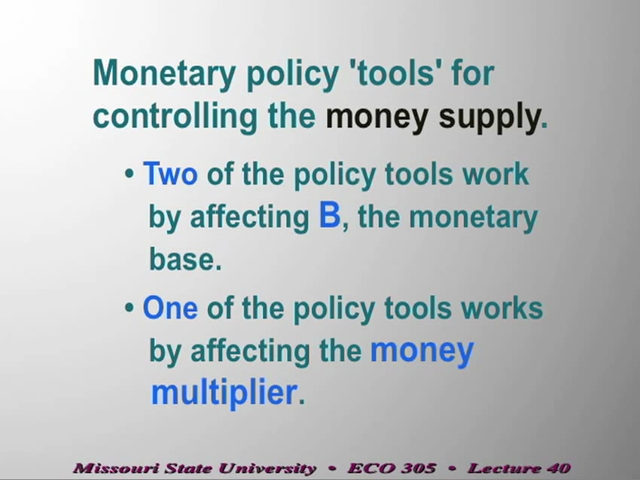 Monetary policy 'tools' for
controlling the money supply.
• Two of the policy tools work
by affecting B, the monetary
base.
• One of the policy tools works
by affecting the money
multiplier.
Missouri State University • ECO 305 • Lecture 40